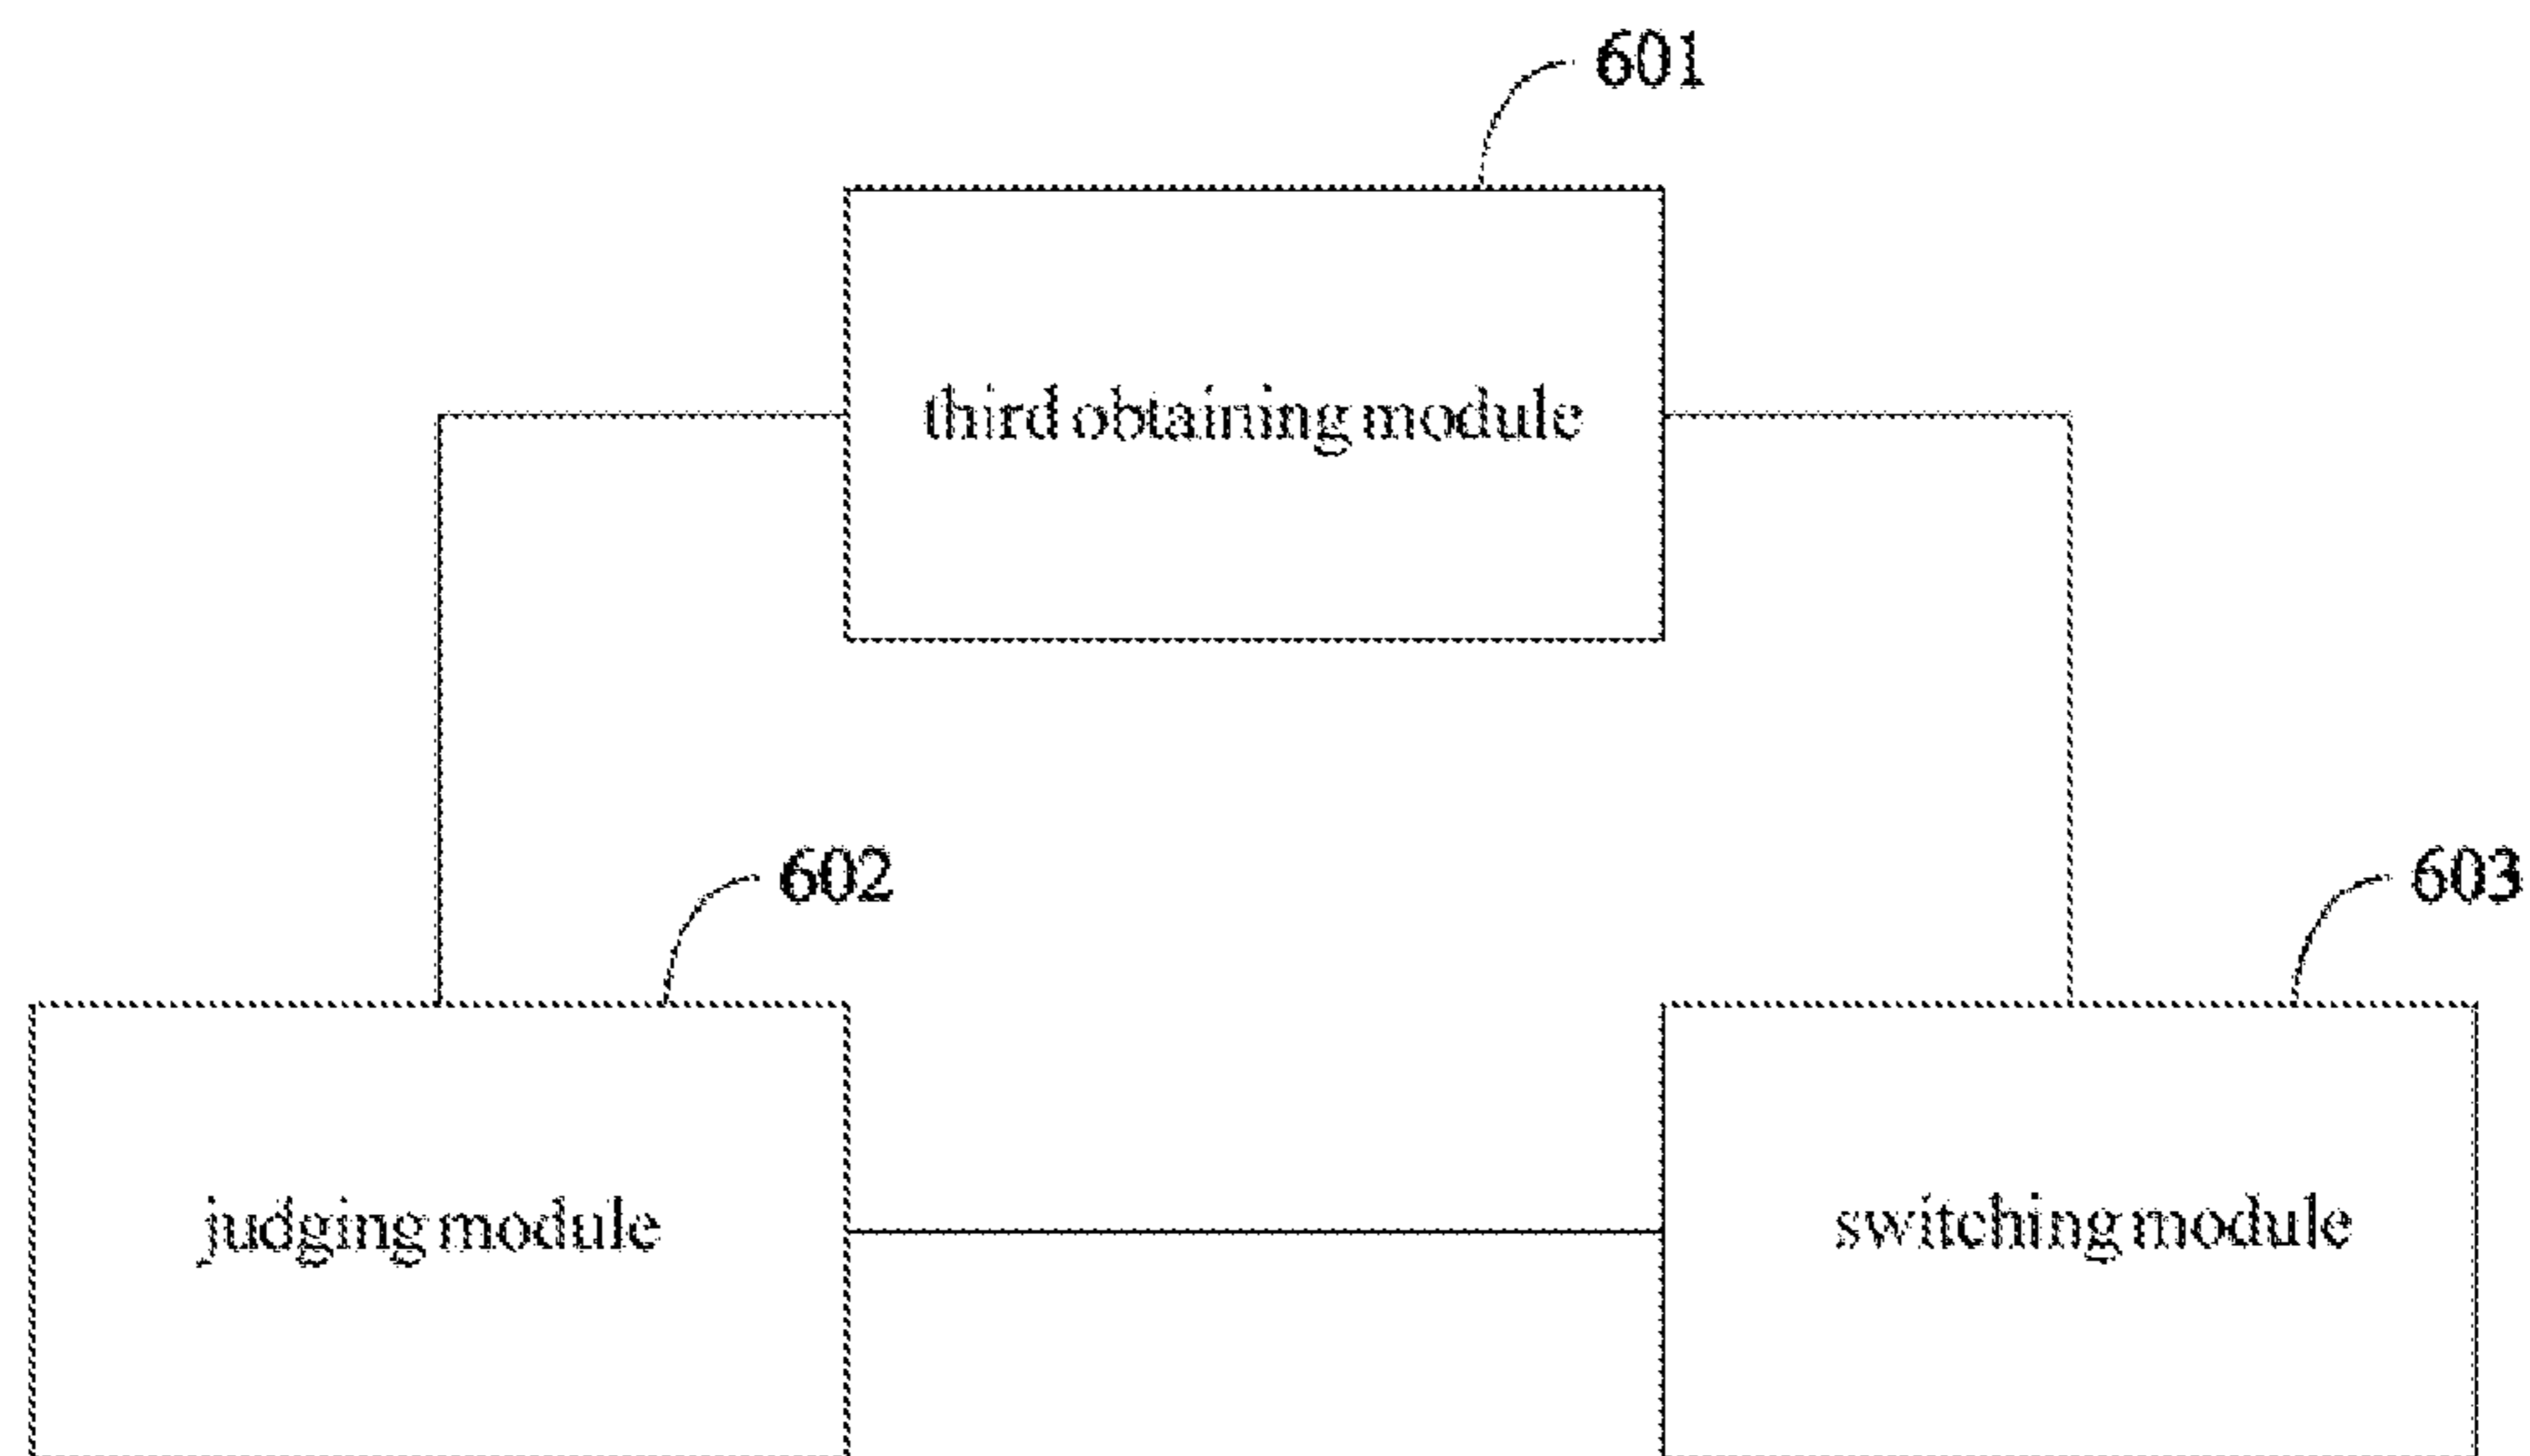 601
third obtaining module
602
603
judging module
switching module